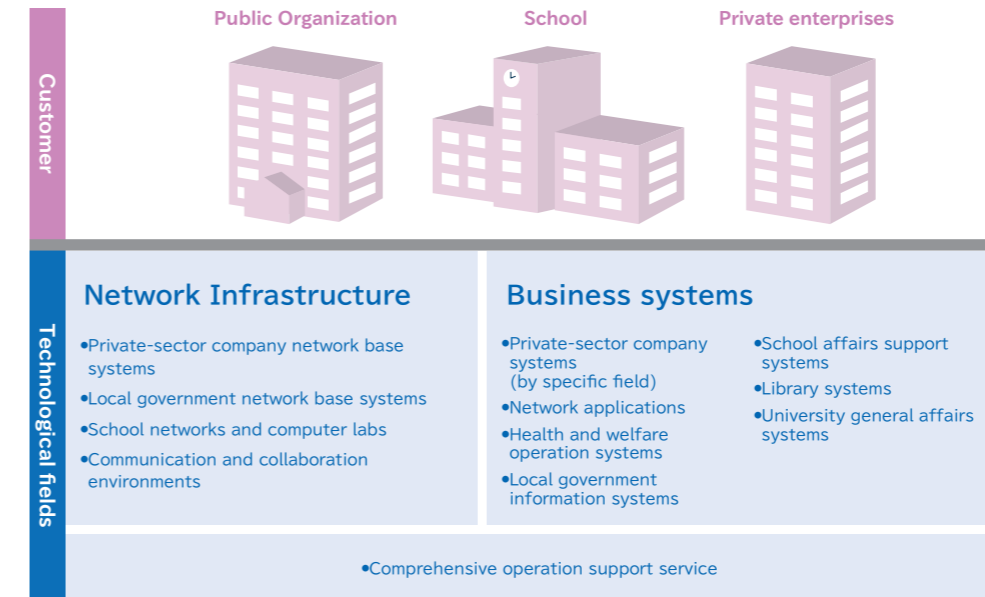 Public Organization
School
Private enterprises
Customer
Technological fields
Network Infrastructure
•Private-sector company network base
systems
•Local government network base systems
•School networks and computer labs
•Communication and collaboration
environments
Business systems
•Private-sector company
systems
(by specific field)
•Network applications
•Health and welfare
operation systems
•Local government
information systems
•School affairs support
systems
•Library systems
•University general affairs
systems
•Comprehensive operation support service